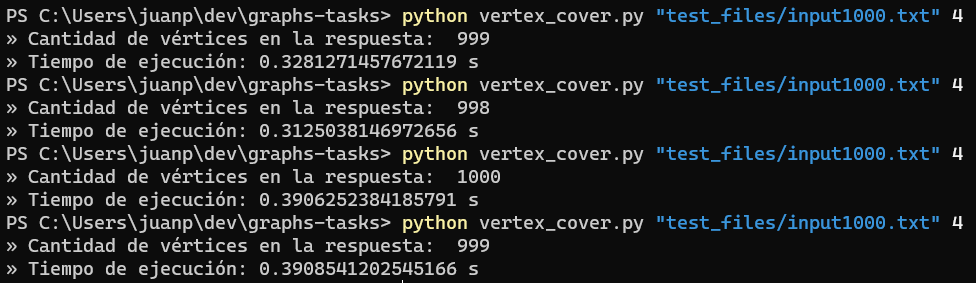 PS C:\Users\juanp\dev\graphs-tasks> python vertex_cover.py "test_files/input1000.txt" 4
» Cantidad de vértices en la respuesta:  999
» Tiempo de ejecución: 0.3281271457672119 s
PS C:\Users\juanp\dev\graphs-tasks> python vertex_cover.py "test_files/input1000.txt" 4
» Cantidad de vértices en la respuesta:  998
» Tiempo de ejecución: 0.3125038146972656 s
PS C:\Users\juanp\dev\graphs-tasks> python vertex_cover.py "test_files/input1000.txt" 4
» Cantidad de vértices en la respuesta:  1000
» Tiempo de ejecución: 0.3906252384185791 s
PS C:\Users\juanp\dev\graphs-tasks> python vertex_cover.py "test_files/input1000.txt" 4
» Cantidad de vértices en la respuesta:  999
» Tiempo de ejecución: 0.3908541202545166 s